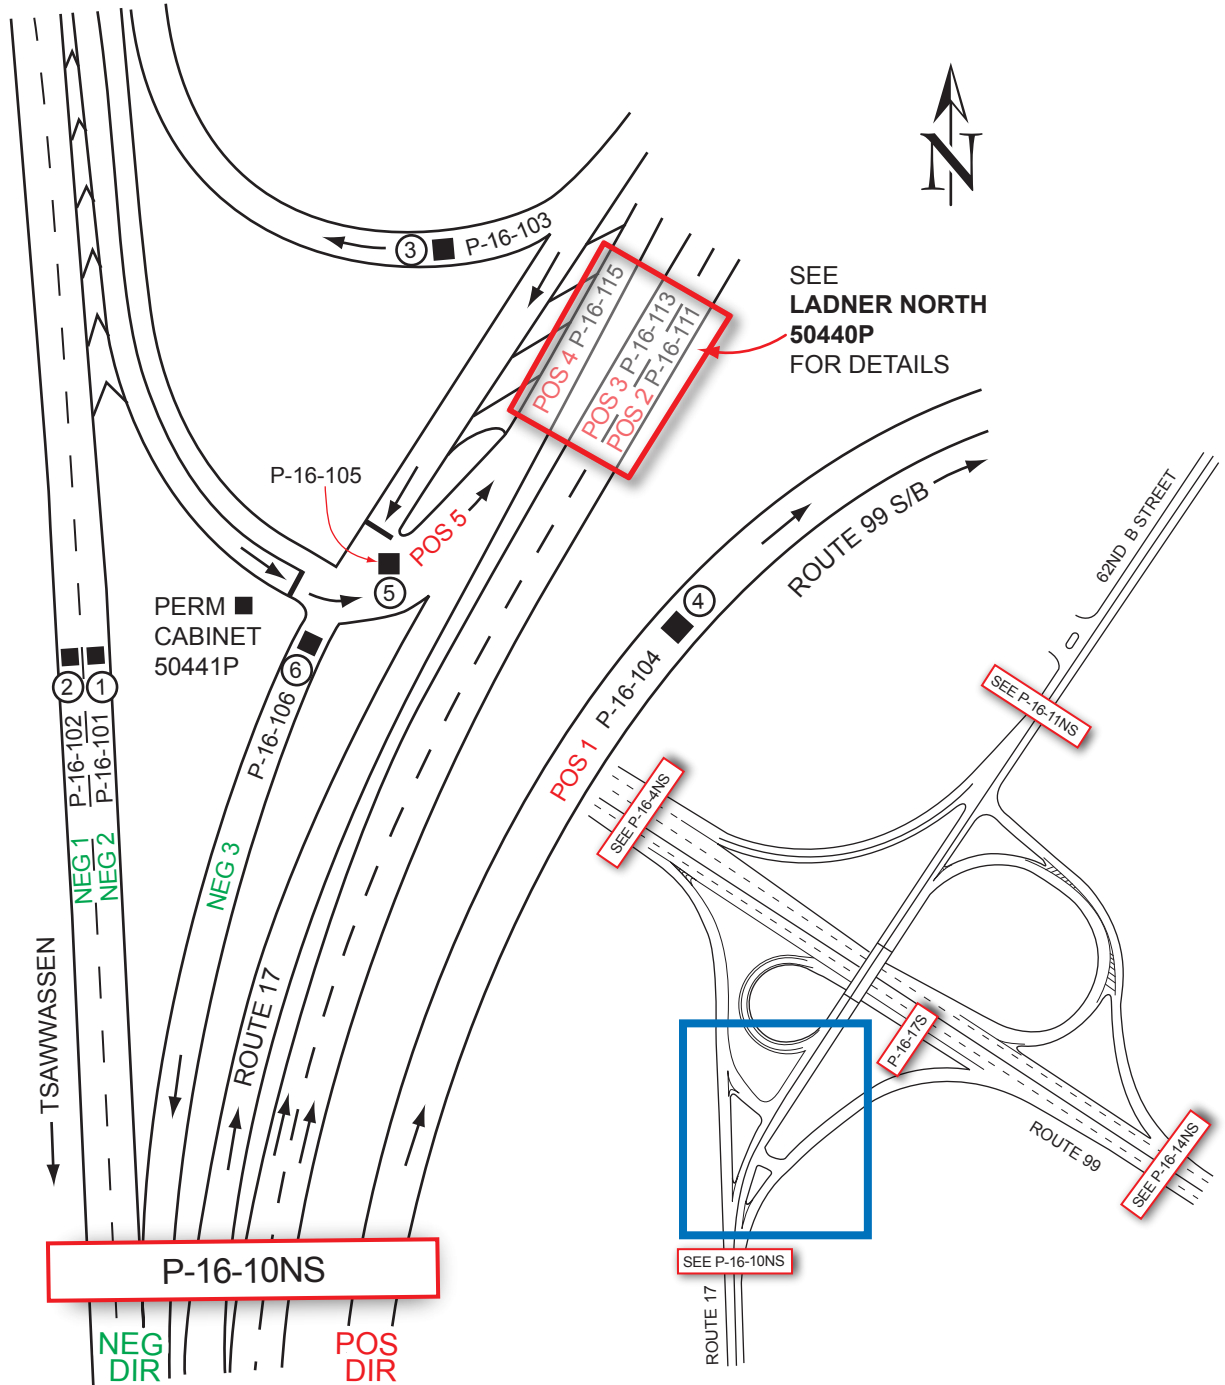 N
3
P-16-103
SEE
LADNER NORTH
50440P
FOR DETAILS
POS 4 P-16-115
POS 3 P-16-113
POS 2 P-16-111
P-16-105
POS 5
5
ROUTE 99 S/B
62ND B STREET
4
PERM
CABINET
50441P
6
P-16-106
2
1
P-16-102
P-16-101
POS 1 P-16-104
SEE P-16-11NS
SEE P-16-4NS
NEG 1
NEG 2
NEG 3
TSAWWASSEN
ROUTE 17
P-16-17S
ROUTE 99
SEE P-16-14NS
P-16-10NS
SEE P-16-10NS
ROUTE 17
NEG
DIR
POS
DIR